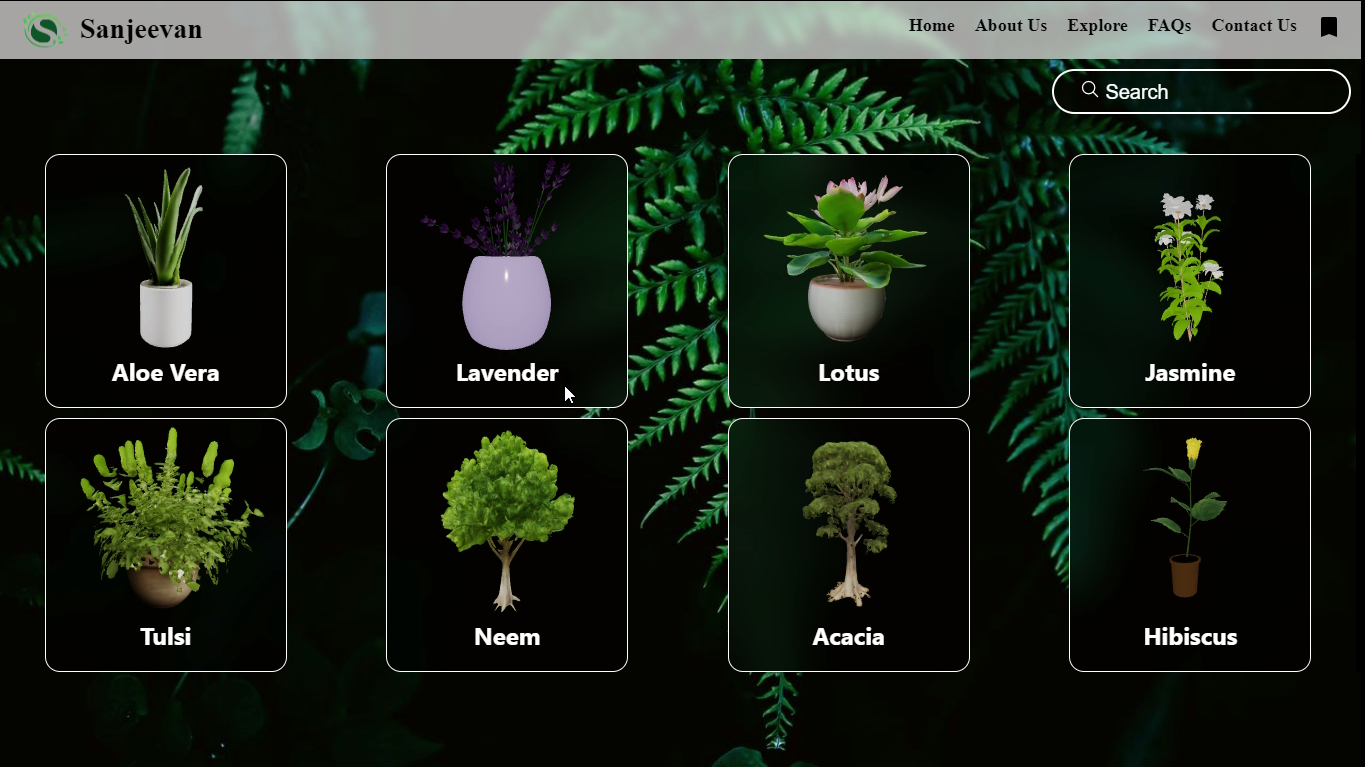 Sanjeevan
Home About Us Explore FAQs Contact Us
Search
Aloe Vera Lavender Lotus Jasmine
Tulsi Neem Acacia Hibiscus